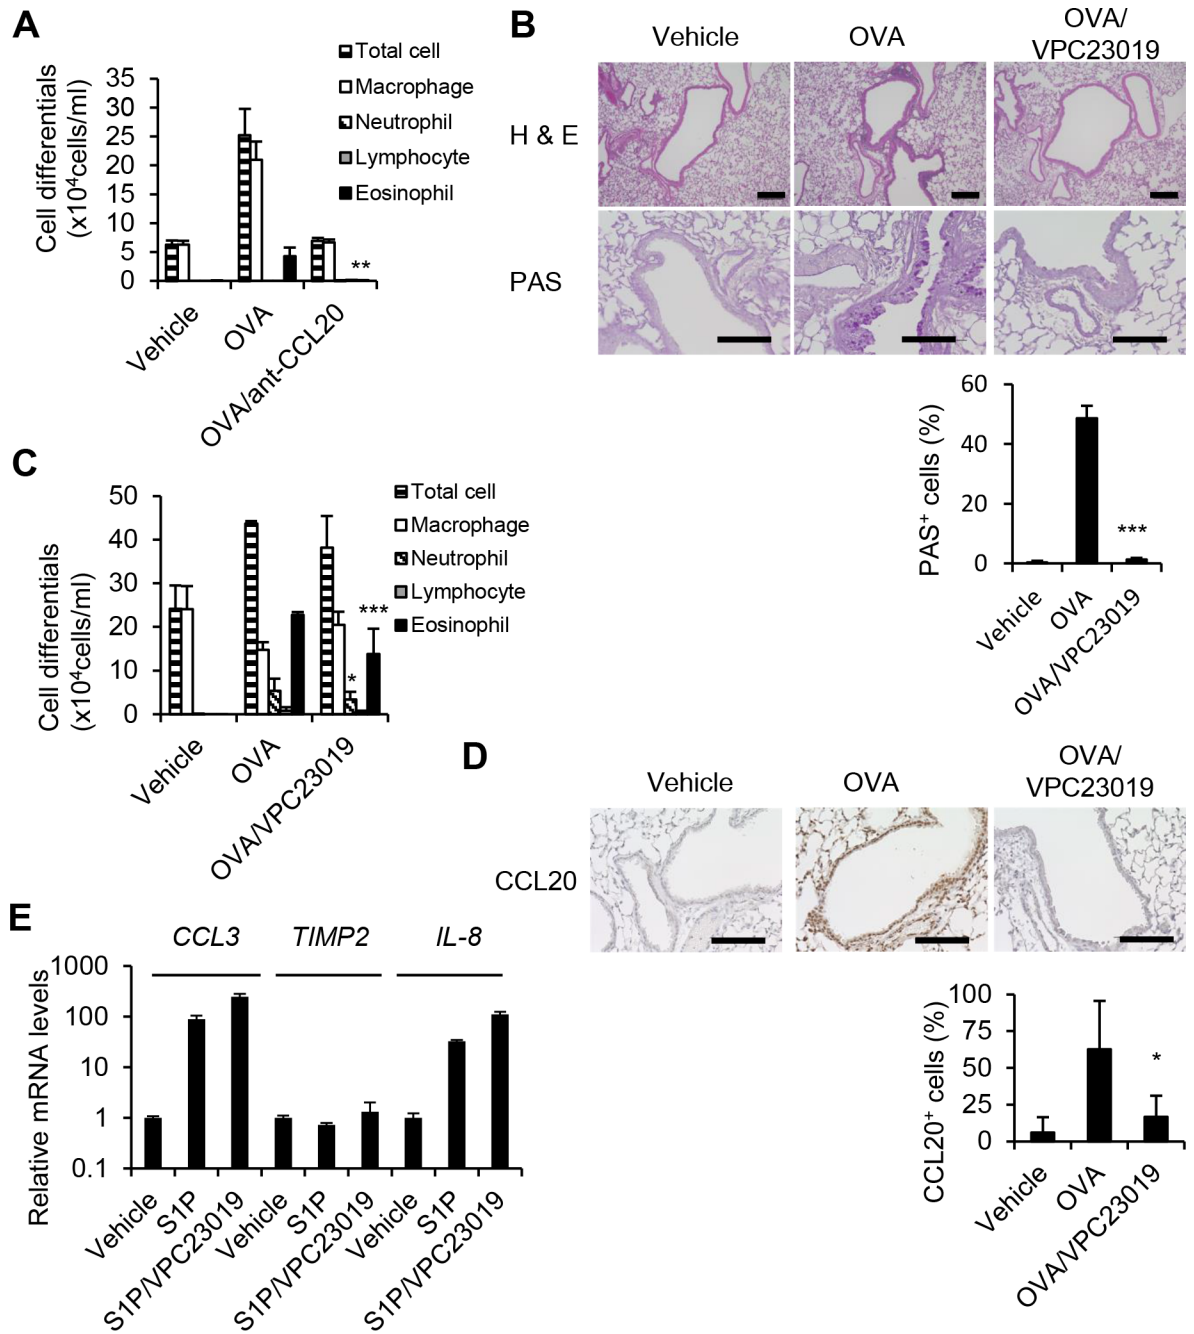 A
Total cell
Macrophage
Neutrophil
Lymphocyte
Eosinophil
Cell differentials
(x10⁴cells/ml)
35
30
25
20
15
10
5
0
**
Vehicle
OVA
OVA/ant-CCL20
B
Vehicle
OVA
OVA/
VPC23019
H & E
PAS
PAS⁺ cells (%)
60
40
20
0
***
Vehicle
OVA
OVA/VPC23019
C
Total cell
Macrophage
Neutrophil
Lymphocyte
Eosinophil
Cell differentials
(x10⁴cells/ml)
50
40
30
20
10
0
*
***
Vehicle
OVA
OVA/VPC23019
D
Vehicle
OVA
OVA/
VPC23019
CCL20
CCL20⁺ cells (%)
100
75
50
25
0
*
Vehicle
OVA
OVA/VPC23019
E
CCL3
TIMP2
IL-8
Relative mRNA levels
1000
100
10
1
0.1
Vehicle
S1P
S1P/VPC23019
Vehicle
S1P
S1P/VPC23019
Vehicle
S1P
S1P/VPC23019